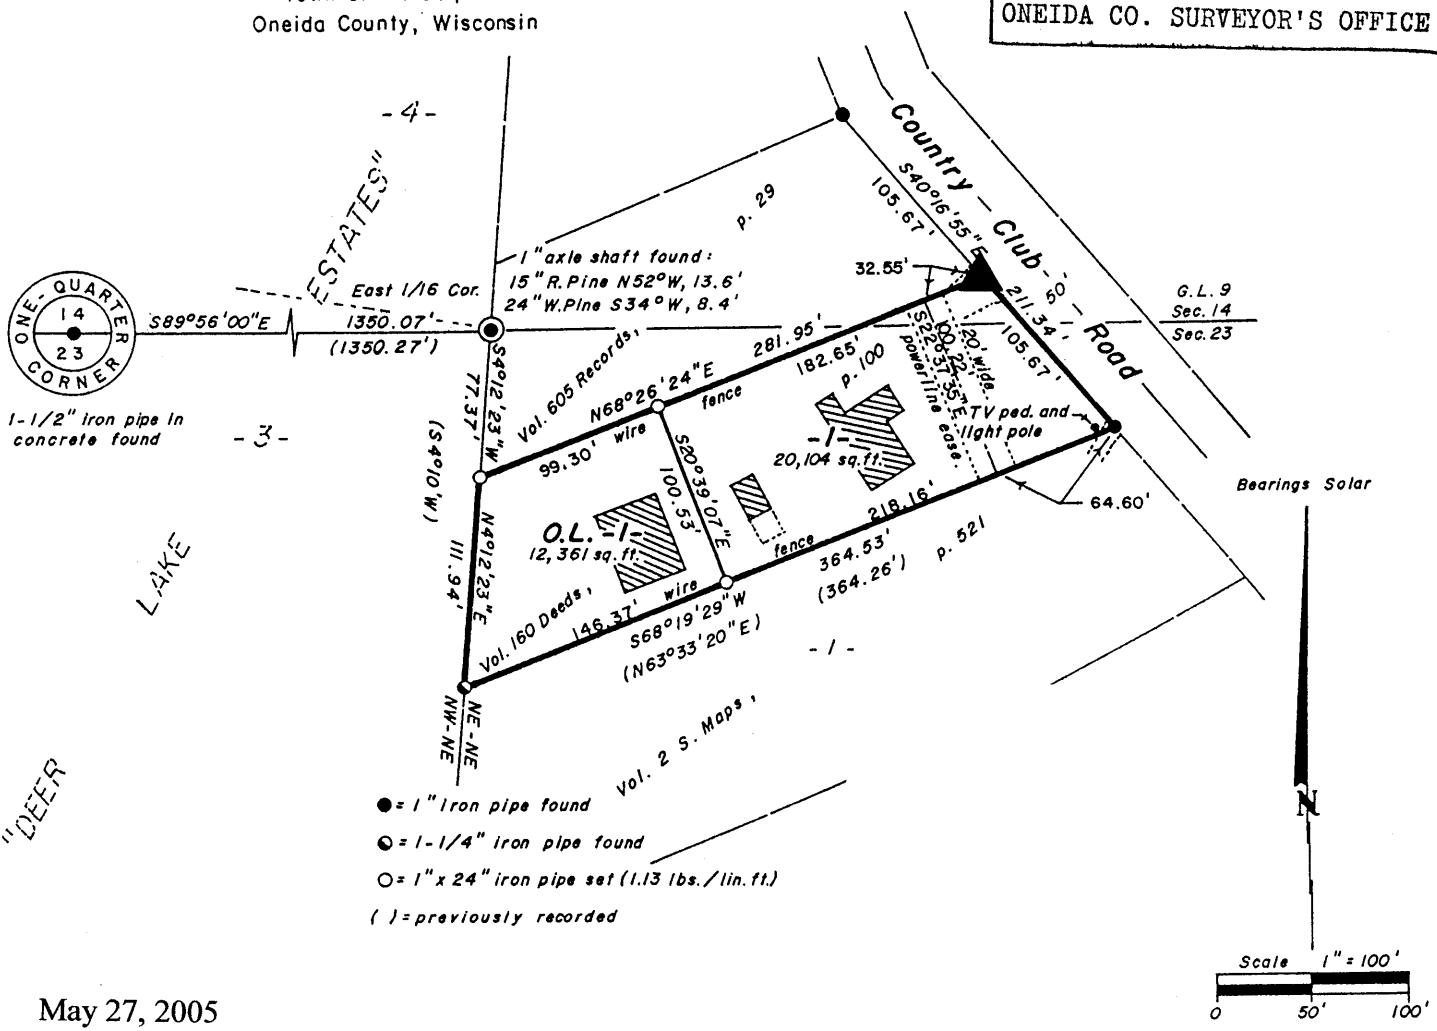 Oneida County, Wisconsin
ONEIDA CO. SURVEYOR'S OFFICE
-4-
ESTATES"
Country Club Road
50'
p. 29
S40°16'55"E
105.67'
211.34'
105.67'
32.55'
1" axle shaft found:
15" R.Pine N52°W, 13.6'
24" W.Pine S34°W, 8.4'
East 1/16 Cor.
ONE-QUARTER
14
23
CORNER
S89°56'00"E
1350.07'
(1350.27')
1-1/2" iron pipe in
concrete found
-3-
G.L.9
Sec. 14
Sec. 23
S4°12'23"W
77.37'
(S4°10'W)
Vol. 605 Records,
N68°26'24"E
281.95'
182.65'
99.30'
wire
fence
p. 100
S22°37'35"E
100.22'
20' wide
powerline ease.
TV ped. and
light pole
-1-
20,104 sq.ft.
64.60'
S20°39'07"E
100.53'
O.L. -1-
12,361 sq.ft.
N4°12'23"E
111.94'
218.16'
fence
wire
364.53'
(364.26')
p. 521
Vol. 160 Deeds,
146.37'
S68°19'29"W
(N63°33'20"E)
-1-
Vol. 2 S. Maps,
NW-NE
NE-NE
LAKE
"DEER
Bearings Solar
N
● = 1" iron pipe found
◒ = 1-1/4" iron pipe found
○ = 1" x 24" iron pipe set (1.13 lbs./lin.ft.)
( ) = previously recorded
Scale 1" = 100'
0 50' 100'
May 27, 2005